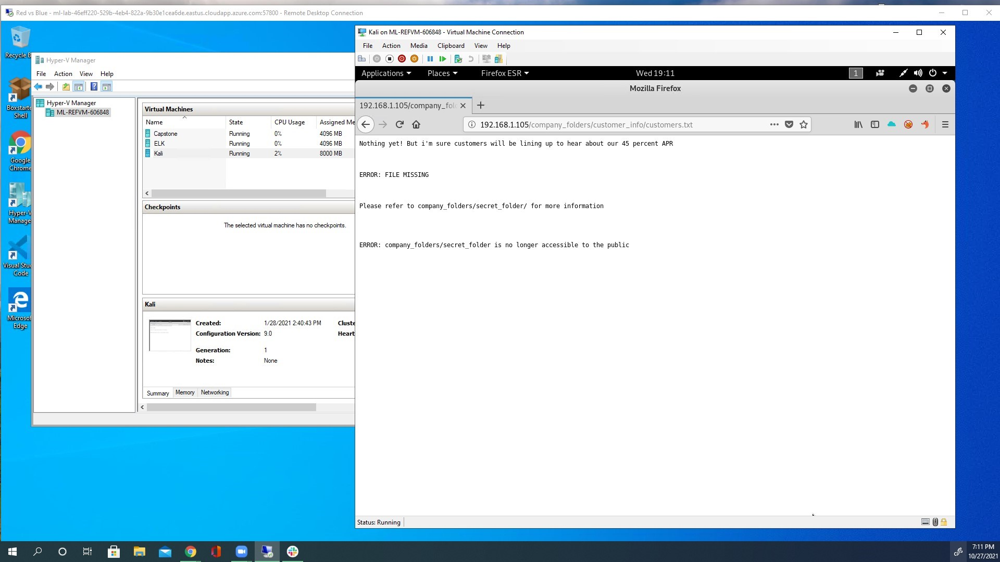 Red vs Blue - ml-lab-46eff220-529b-4eb4-822a-9b30e1cea6de.eastus.cloudapp.azure.com:57800 - Remote Desktop Connection
Recycle B
Boxstarte
Shell
Google
Chrome
Hyper-V
Manage
Visual Stu
Code
Microsof
Edge
Hyper-V Manager
File Action View Help
Hyper-V Manager
ML-REFVM-606848
Virtual Machines
Name State CPU Usage Assigned Me
Capstone Running 0% 4096 MB
ELK Running 0% 4096 MB
Kali Running 2% 8000 MB
Checkpoints
The selected virtual machine has no checkpoints.
Kali
Created: 1/28/2021 2:40:43 PM Cluste
Configuration Version: 9.0 Heart
Generation: 1
Notes: None
Summary Memory Networking
Kali on ML-REFVM-606848 - Virtual Machine Connection
File Action Media Clipboard View Help
Applications Places Firefox ESR Wed 19:11 1
Mozilla Firefox
192.168.1.105/company_fol
192.168.1.105/company_folders/customer_info/customers.txt
Nothing yet! But i'm sure customers will be lining up to hear about our 45 percent APR
ERROR: FILE MISSING
Please refer to company_folders/secret_folder/ for more information
ERROR: company_folders/secret_folder is no longer accessible to the public
Status: Running
7:11 PM
10/27/2021